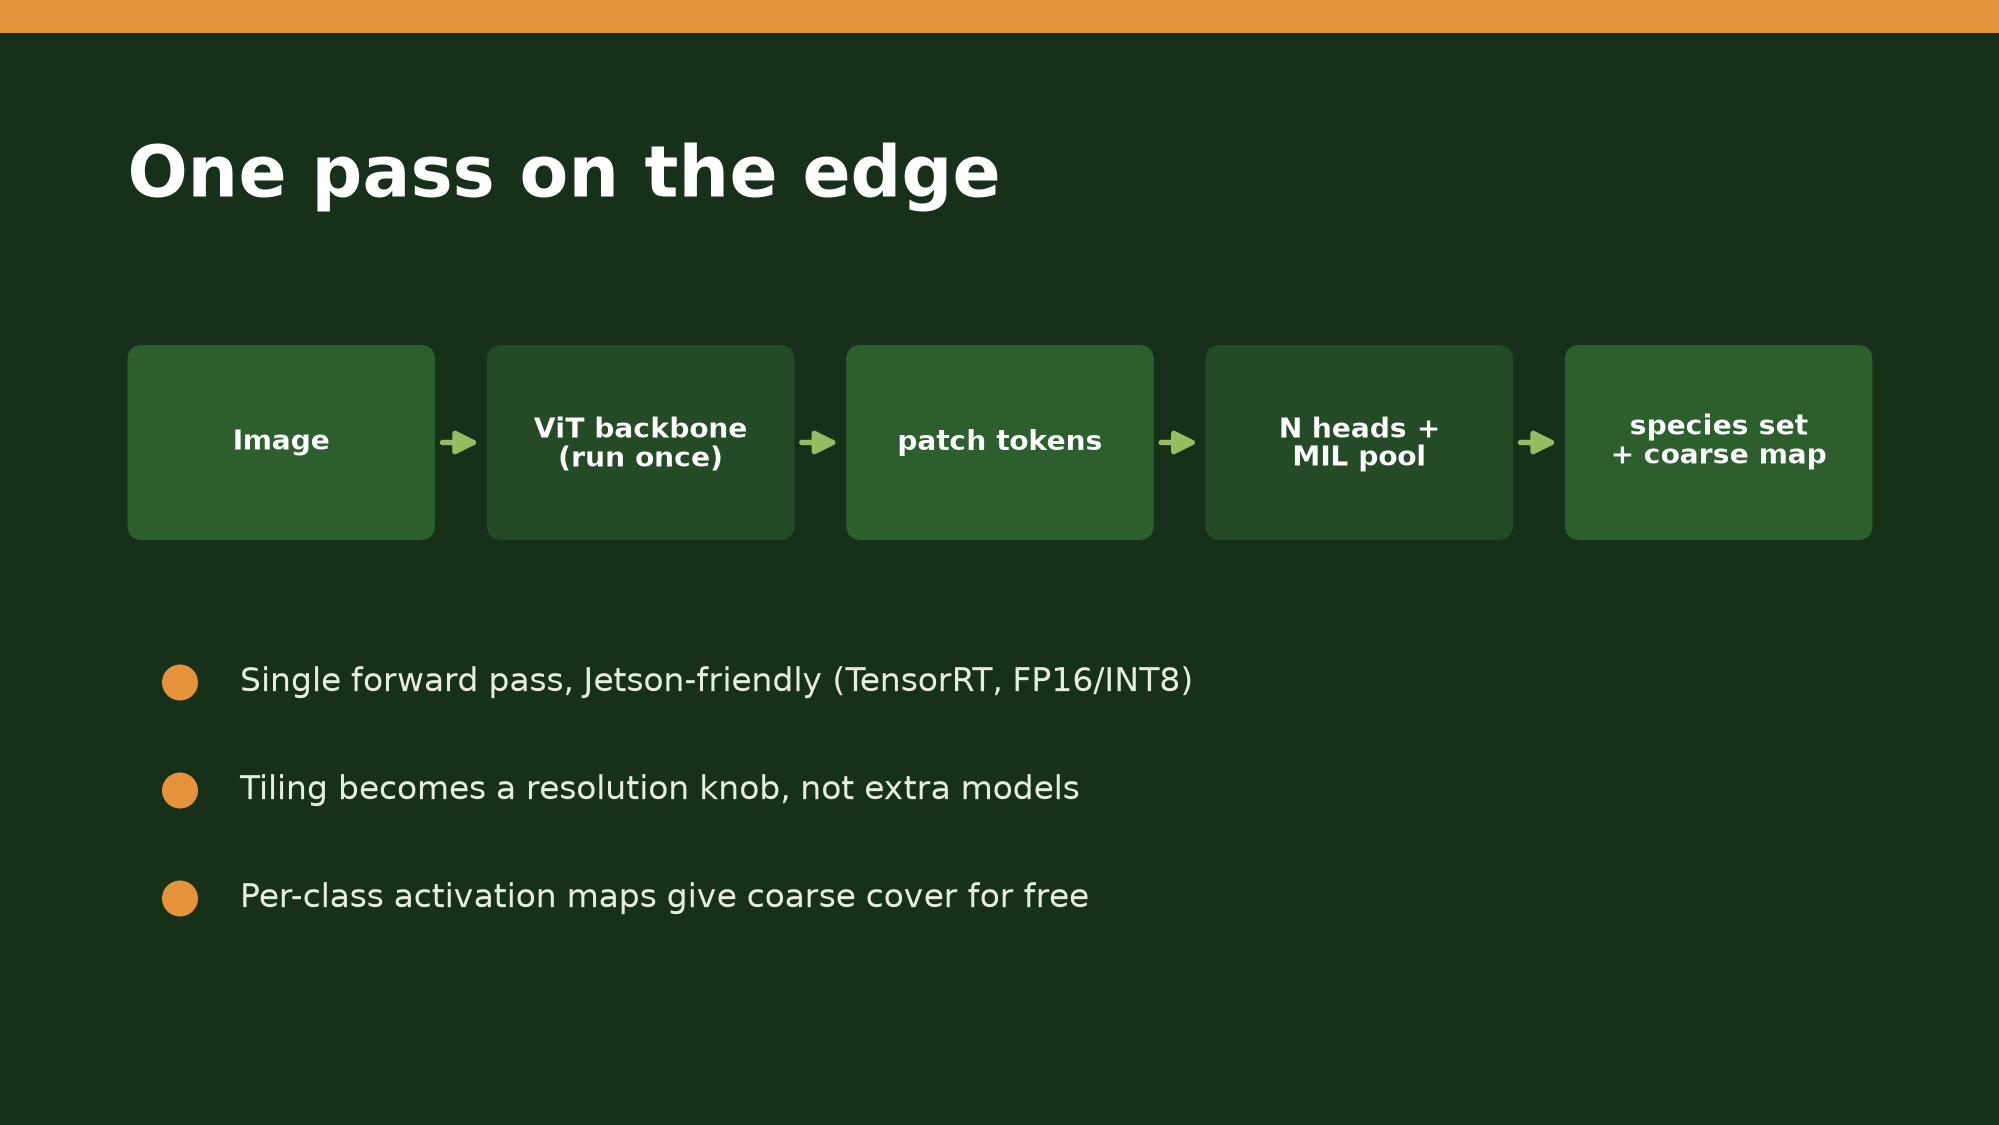 One pass on the edge
Image
ViT backbone
(run once)
patch tokens
N heads +
MIL pool
species set
+ coarse map
Single forward pass, Jetson-friendly (TensorRT, FP16/INT8)
Tiling becomes a resolution knob, not extra models
Per-class activation maps give coarse cover for free